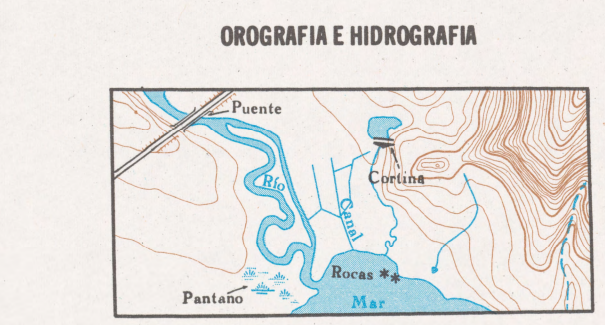 OROGRAFIA E HIDROGRAFIA
Puente
Río
Cortina
Canal
Rocas
Pantano
Mar